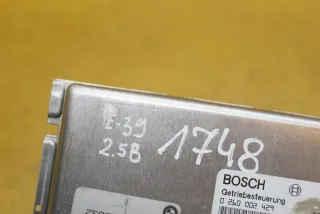 E-39
2.5B
1748
BOSCH
Getriebesteuerung
0 260 002 429